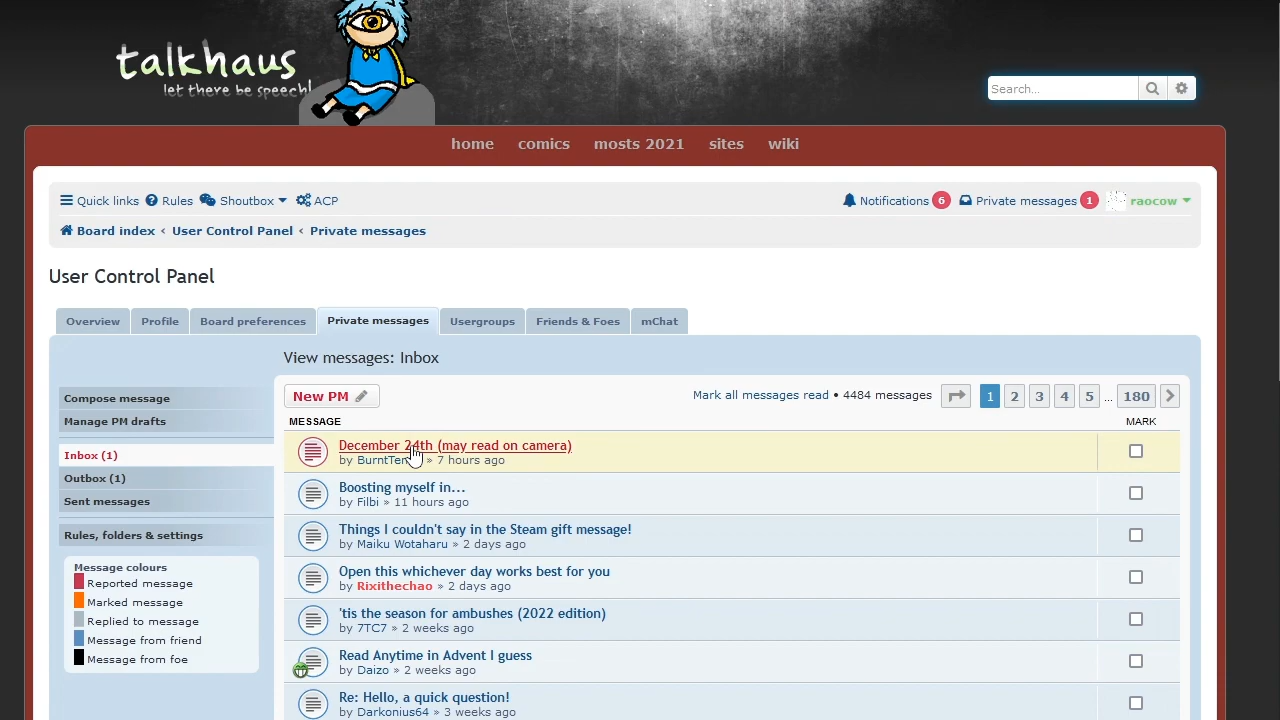 talkhaus
let there be speech!
Search...
home comics mosts 2021 sites wiki
Quick links Rules Shoutbox ACP
Notifications 6 Private messages 1 raocow
Board index ‹ User Control Panel ‹ Private messages
User Control Panel
Overview Profile Board preferences Private messages Usergroups Friends & Foes mChat
View messages: Inbox
Compose message
Manage PM drafts
Inbox (1)
Outbox (1)
Sent messages
Rules, folders & settings
Message colours
Reported message
Marked message
Replied to message
Message from friend
Message from foe
New PM Mark all messages read • 4484 messages 1 2 3 4 5 ... 180
MESSAGE MARK
December 24th (may read on camera)
by » 7 hours ago
Boosting myself in...
by Filbi » 11 hours ago
Things I couldn't say in the Steam gift message!
by Maiku Wotaharu » 2 days ago
Open this whichever day works best for you
by Rixithechao » 2 days ago
'tis the season for ambushes (2022 edition)
by 7TC7 » 2 weeks ago
Read Anytime in Advent I guess
by Daizo » 2 weeks ago
Re: Hello, a quick question!
by Darkonius64 » 3 weeks ago